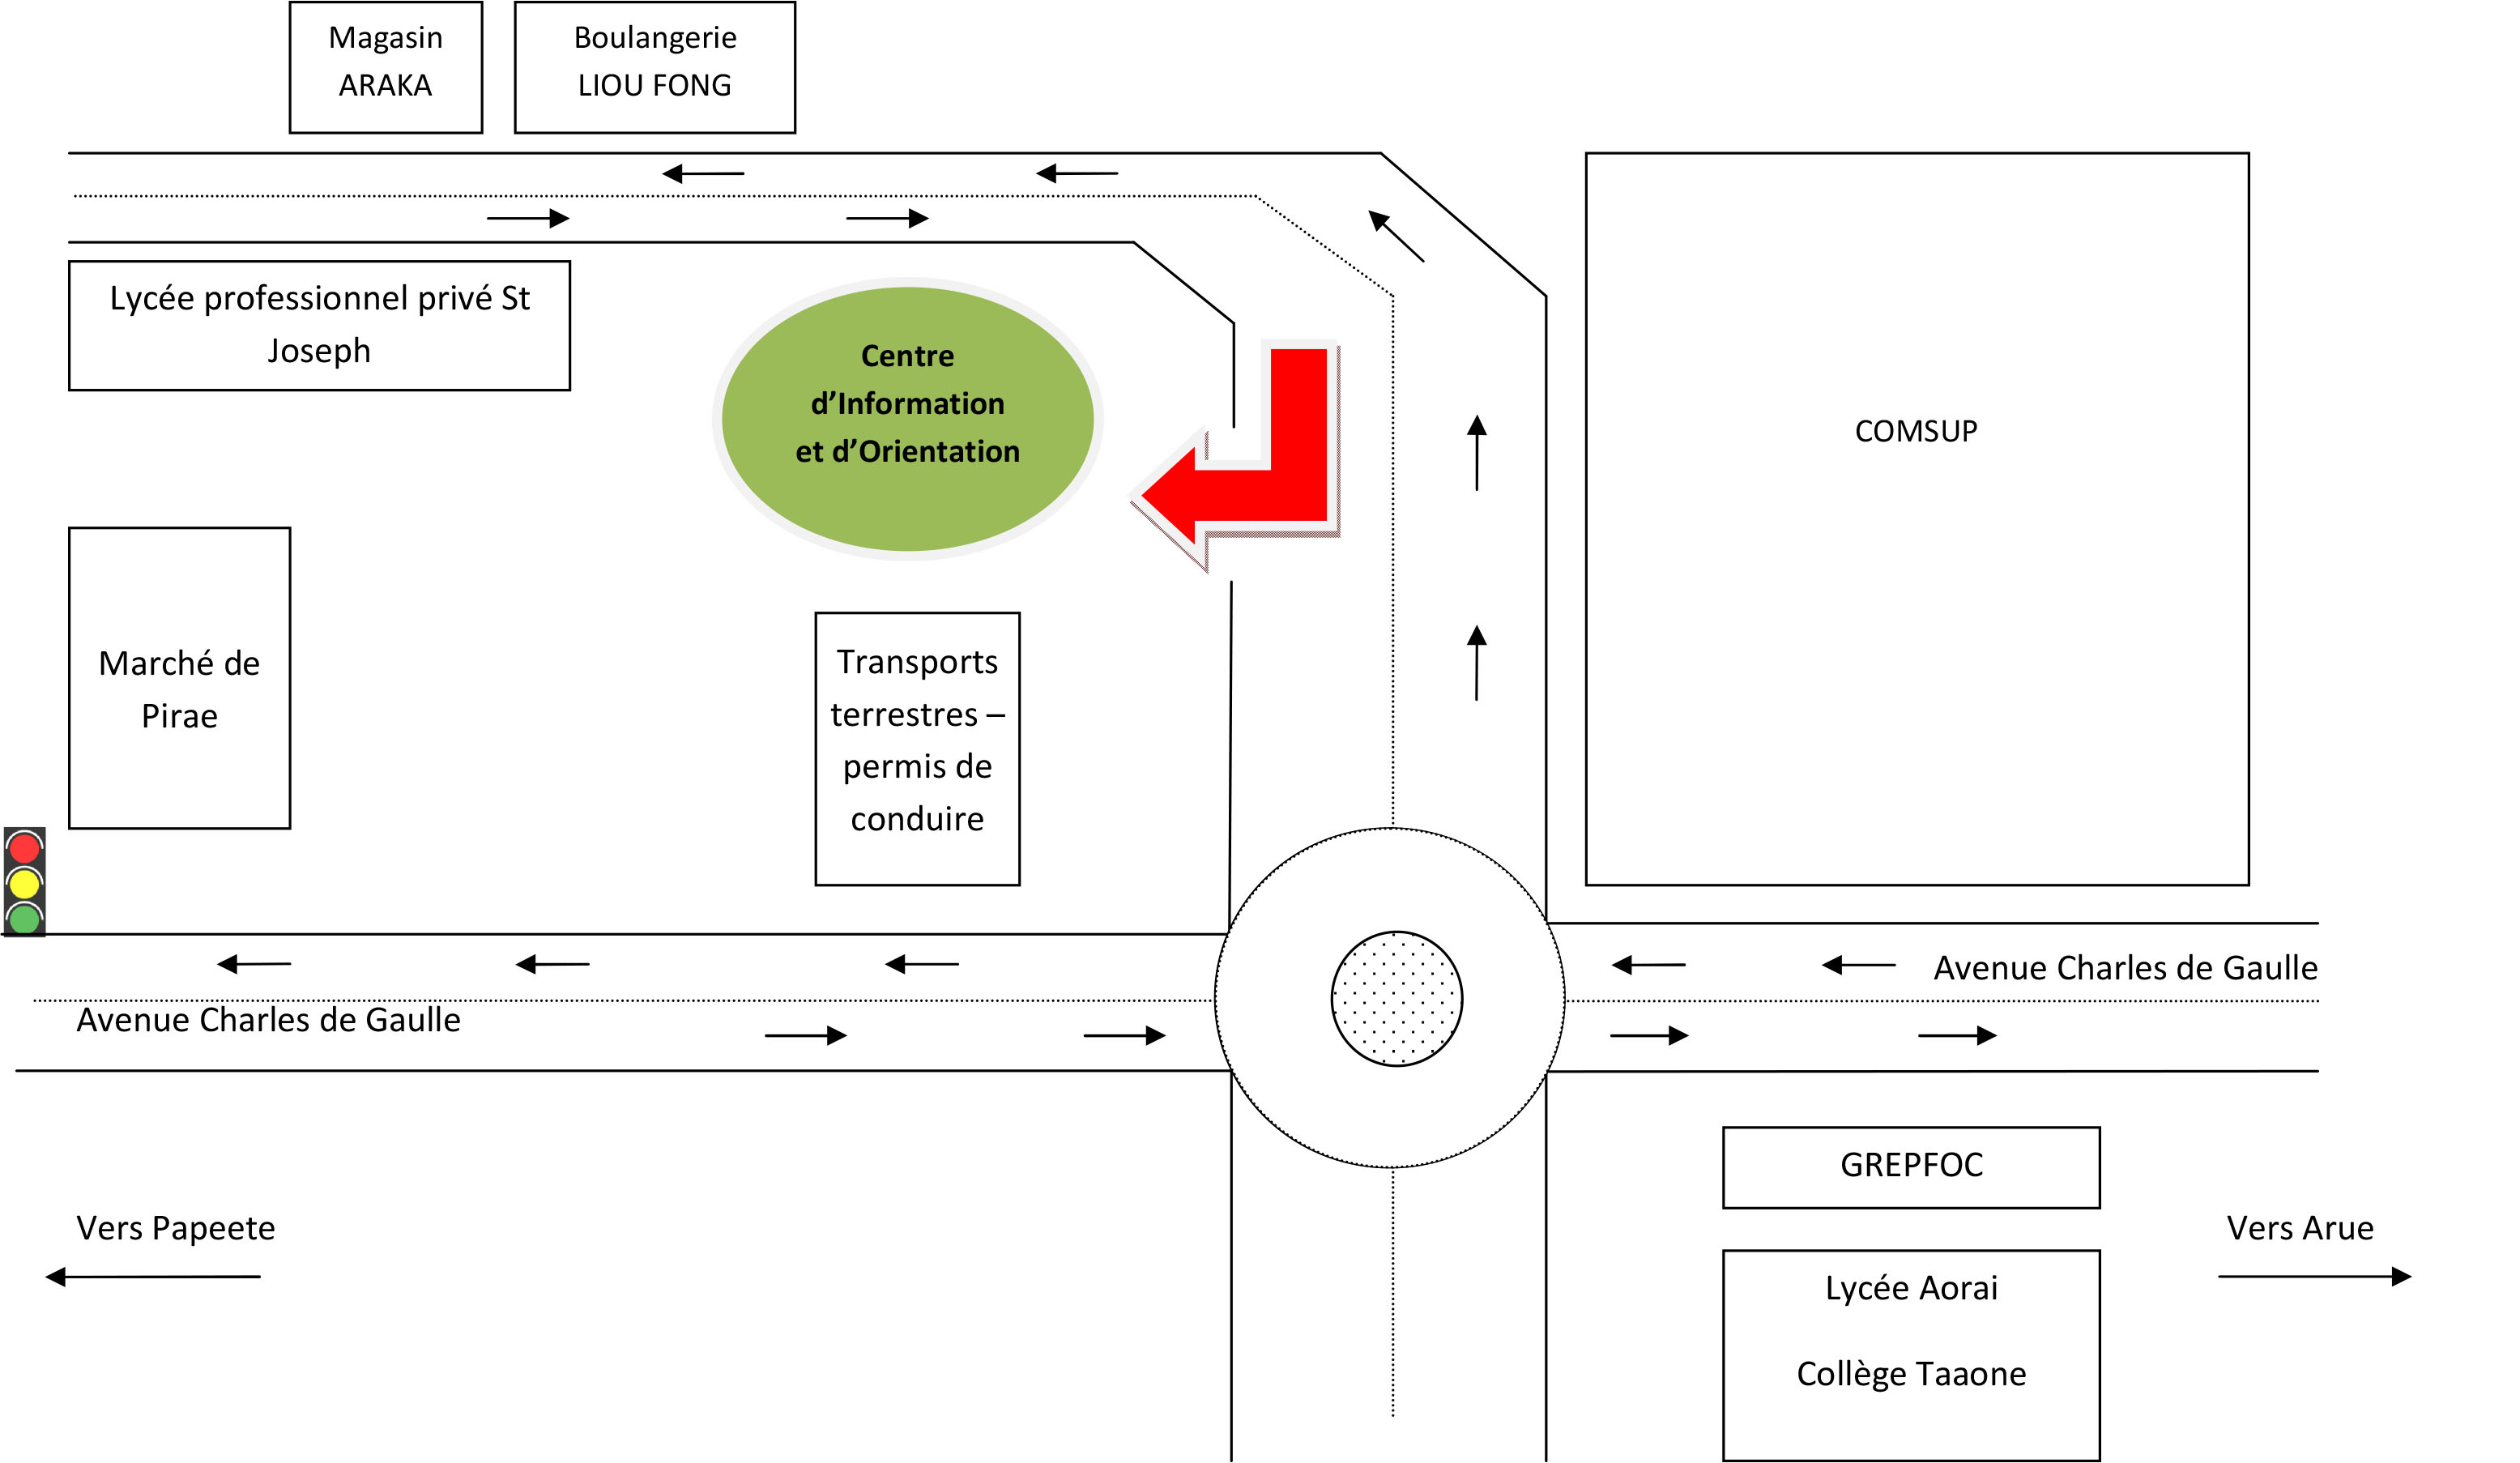 Magasin
ARAKA
Boulangerie
LIOU FONG
Lycée professionnel privé St
Joseph
Centre
d’Information
et d’Orientation
COMSUP
Marché de
Pirae
Transports
terrestres –
permis de
conduire
Avenue Charles de Gaulle
Avenue Charles de Gaulle
GREPFOC
Vers Papeete
Vers Arue
Lycée Aorai
Collège Taaone